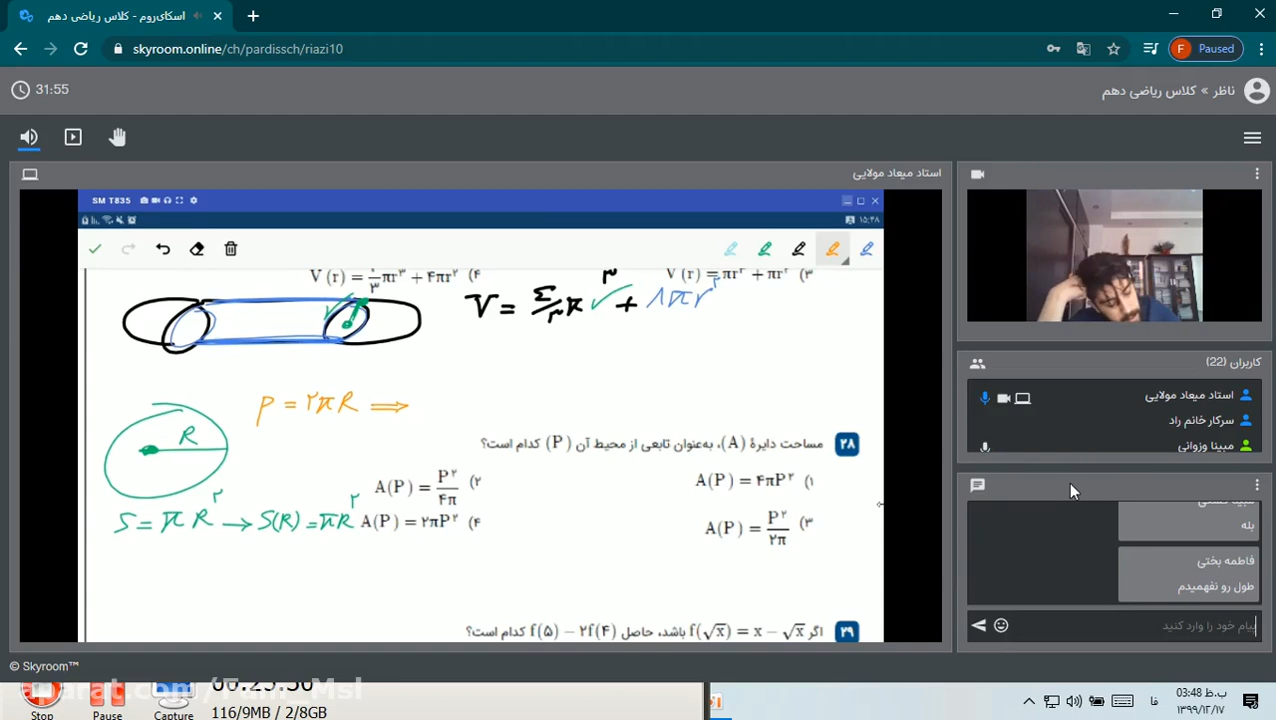 اسکای‌روم - کلاس ریاضی دهم
skyroom.online/ch/pardissch/riazi10
F Paused
31:55
ناظر » کلاس ریاضی دهم
استاد میعاد مولایی
SM T835
۱۵:۴۸
V(r) = πr³ + πr² (۳
πr³ + ۴πr² (۴
V = πr²
P = ۲πR ⇒
R
S = πR² → S(R) = πR²
۲۸ مساحت دایرهٔ (A)، به‌عنوان تابعی از محیط آن (P) کدام است؟
A(P) = ۴πP² (۱
A(P) = P²/۴π (۲
A(P) = P²/۲π (۳
A(P) = ۲πP² (۴
۲۹ اگر f(√x) = x − √x باشد، حاصل f(۵) − ۲f(۴) کدام است؟
کاربران (22)
استاد میعاد مولایی
سرکار خانم راد
مبینا وزوانی
بله
فاطمه بختی
طول رو نفهمیدم
پیام خود را وارد کنید
© Skyroom™
aparat.com/
Stop
Pause
Capture
116/9MB / 2/8GB
فا
03:48 ب.ظ
۱۳۹۹/۱۲/۱۷